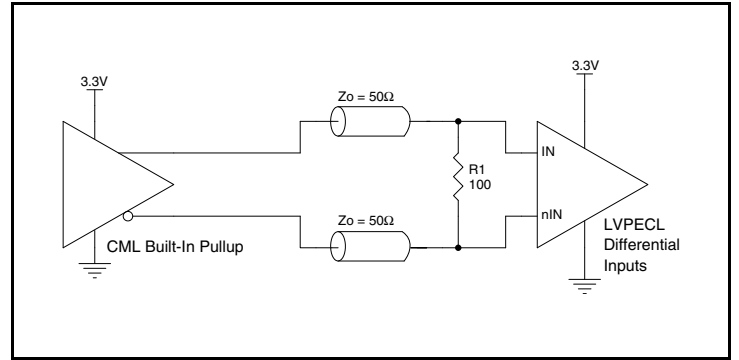 3.3V
3.3V
Zo = 50Ω
IN
R1
100
Zo = 50Ω
nIN
CML Built-In Pullup
LVPECL
Differential
Inputs